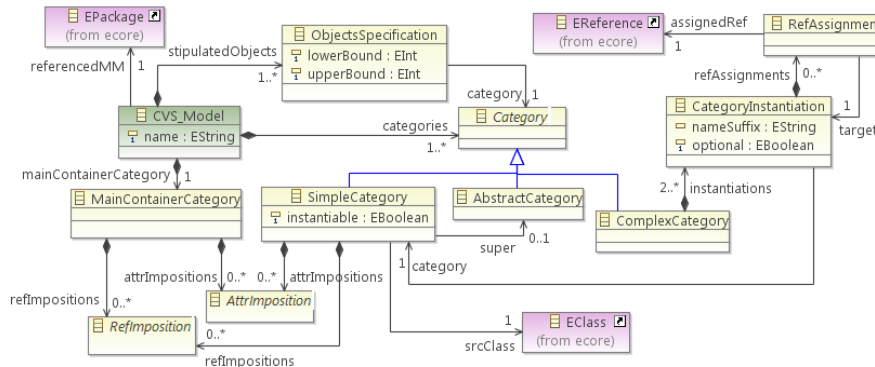 EPackage
(from ecore)
referencedMM
1
stipulatedObjects
1..*
ObjectsSpecification
lowerBound : EInt
upperBound : EInt
category
1
EReference
(from ecore)
assignedRef
1
RefAssignment
refAssignments
0..*
1
target
CVS_Model
name : EString
categories
1..*
Category
CategoryInstantiation
nameSuffix : EString
optional : EBoolean
mainContainerCategory
1
MainContainerCategory
SimpleCategory
instantiable : EBoolean
AbstractCategory
2..*
instantiations
ComplexCategory
super
0..1
attrImpositions
0..*
0..*
attrImpositions
1
category
refImpositions
0..*
AttrImposition
RefImposition
0..*
refImpositions
1
srcClass
EClass
(from ecore)